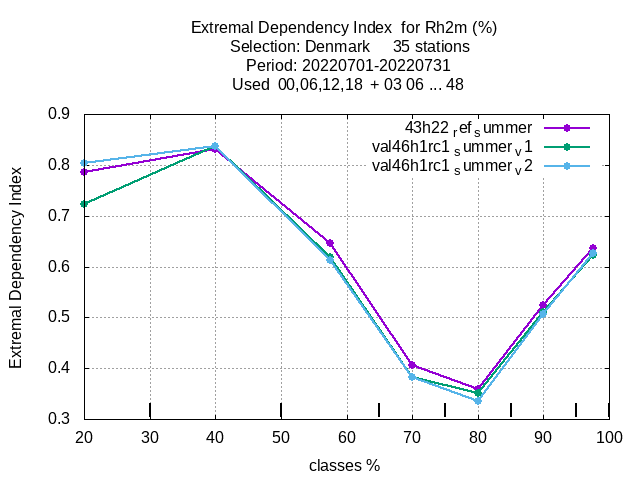 Extremal Dependency Index  for Rh2m (%)
Selection: Denmark     35 stations
Period: 20220701-20220731
Used  00,06,12,18  + 03 06 ... 48
43h22 ref summer
val46h1rc1 summer v1
val46h1rc1 summer v2
0.9
0.8
0.7
0.6
0.5
0.4
0.3
Extremal Dependency Index
20 30 40 50 60 70 80 90 100
classes %